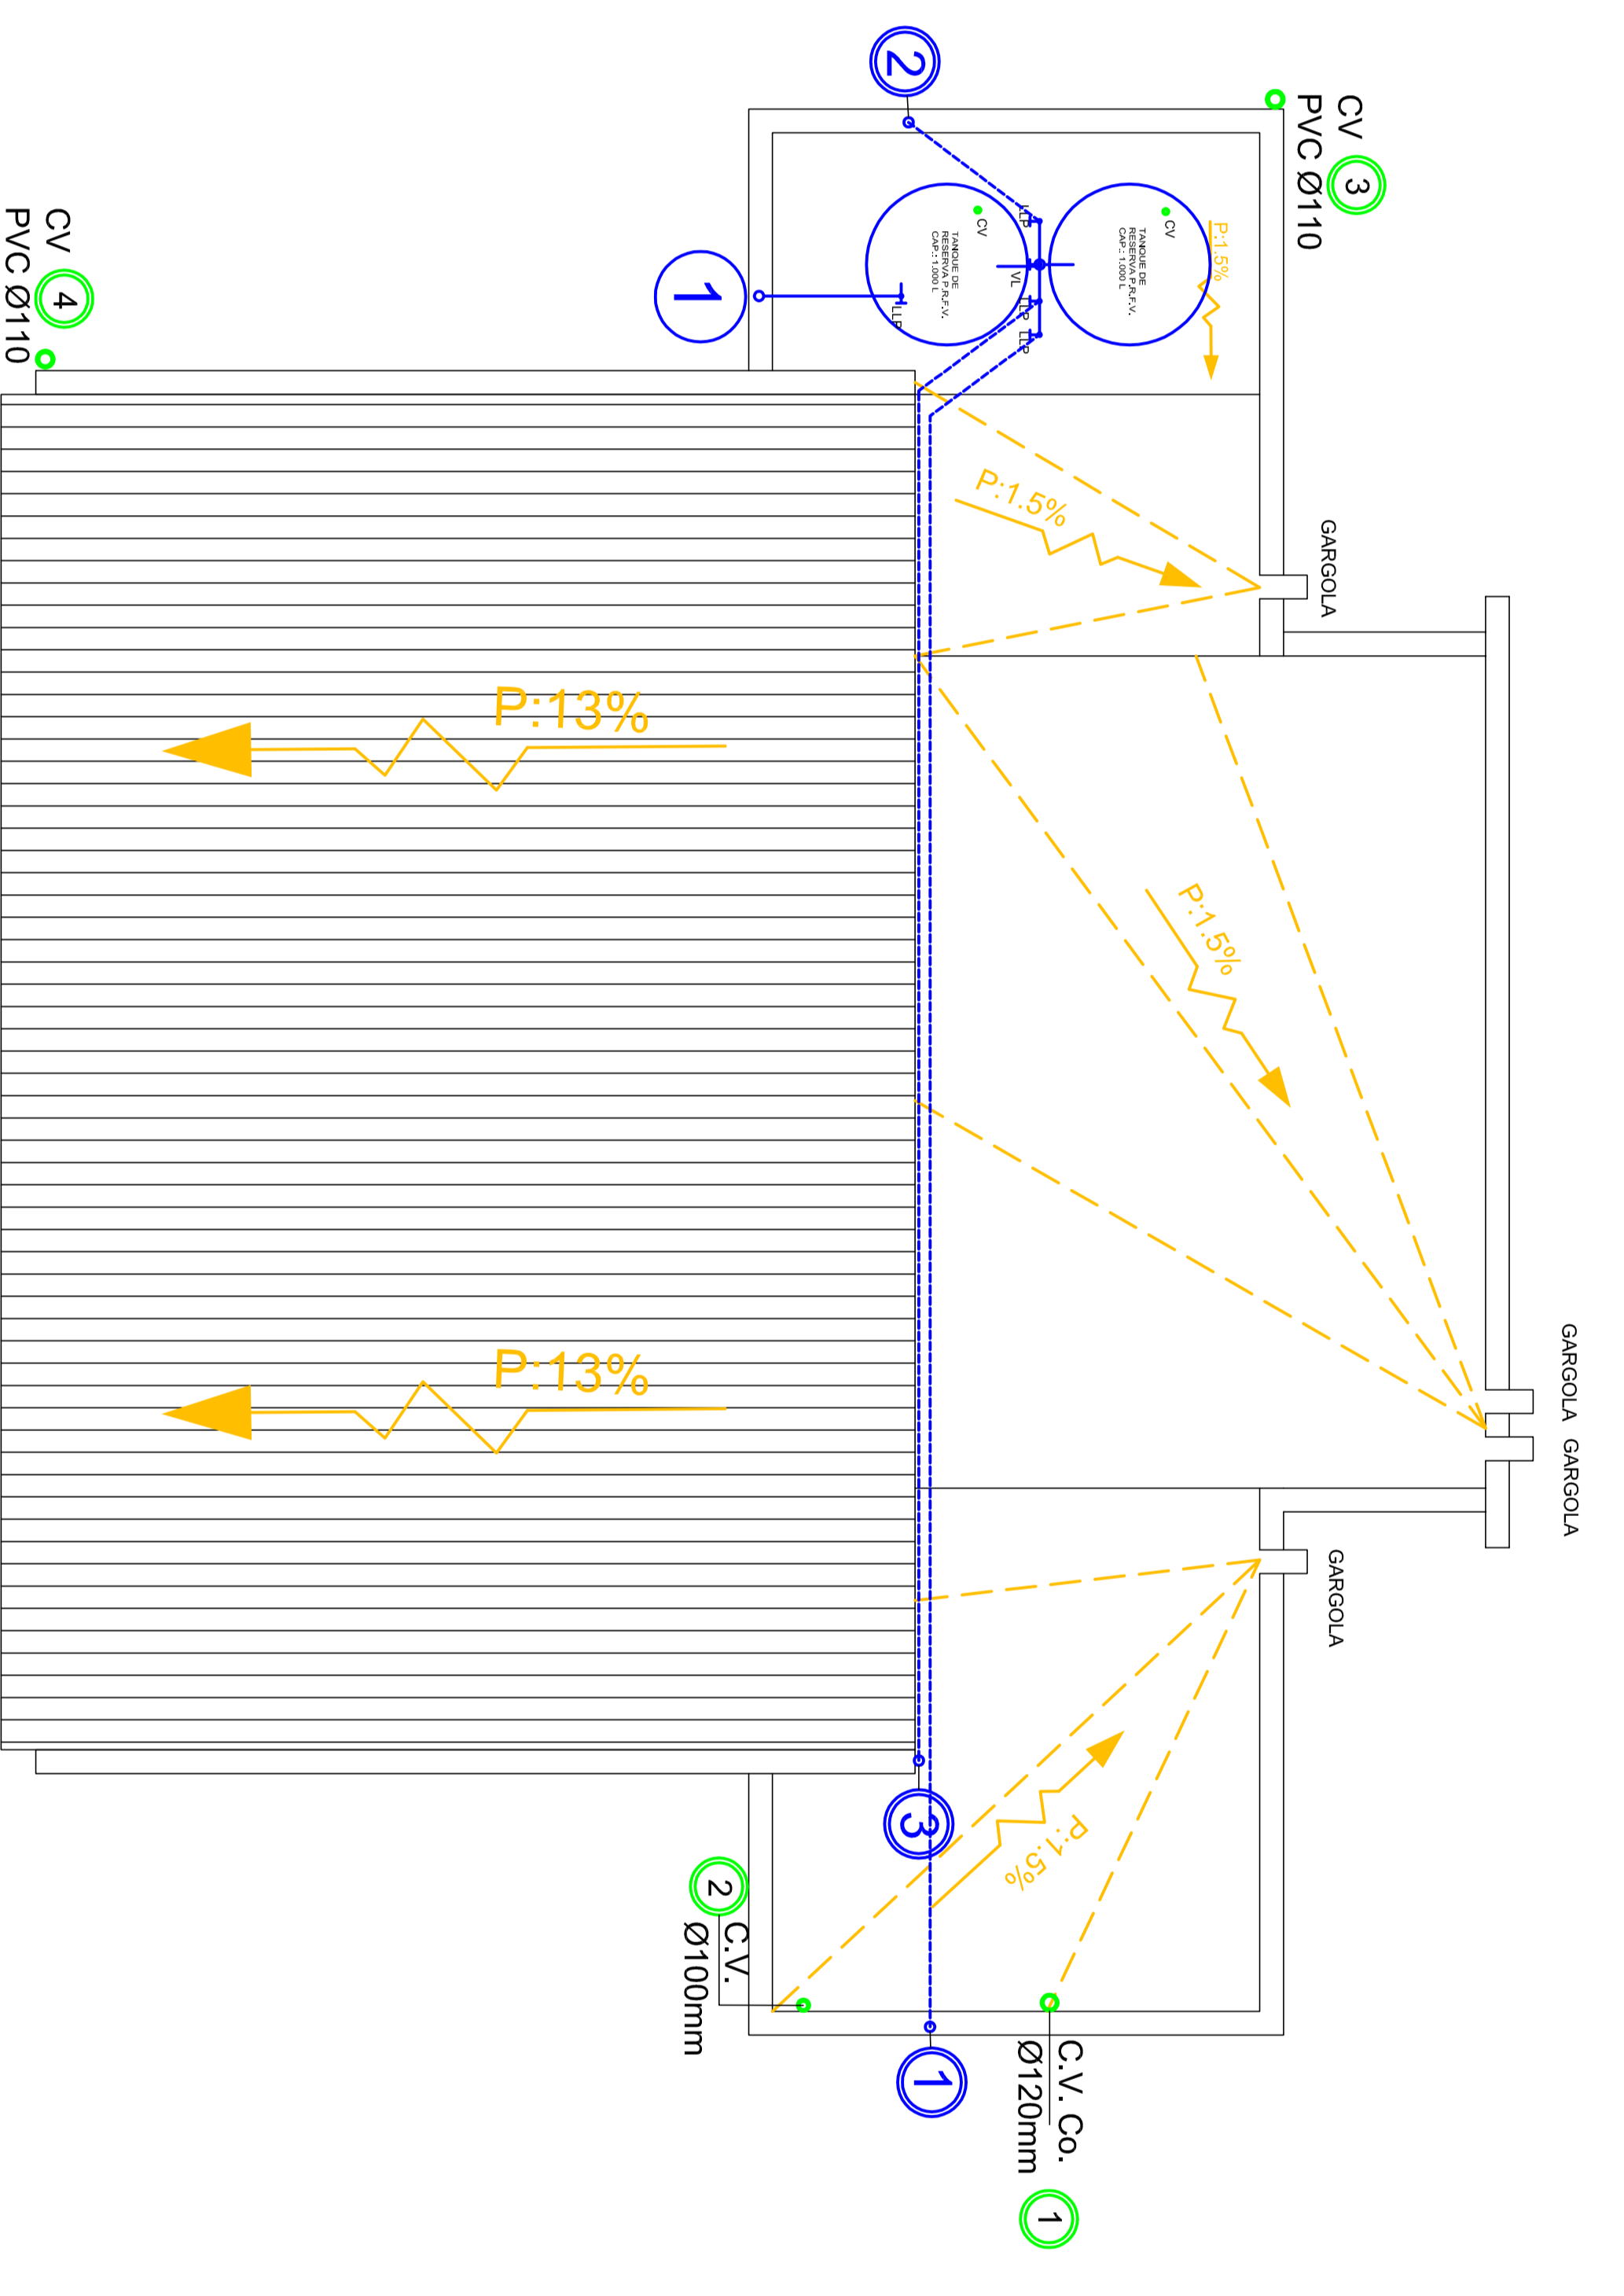 CV 3
PVC Ø110
2
P:1.5%
CV
TANQUE DE
RESERVA P.R.F.V.
CAP.: 1.000 L
CV
TANQUE DE
RESERVA P.R.F.V.
CAP.: 1.000 L
LLP
VL
LLP
LLP
LLP
1
CV 4
PVC Ø110
P:1.5%
GARGOLA
P:13%
P:1.5%
GARGOLA
GARGOLA
P:13%
GARGOLA
P:1.5%
3
2 C.V.
Ø100mm
1
C.V. Co.
Ø120mm
1